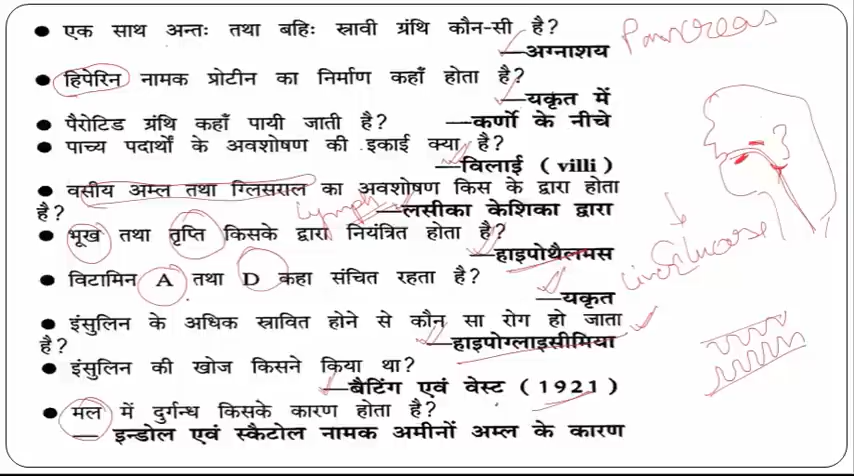 ● एक साथ अन्तः तथा बहिः स्रावी ग्रंथि कौन-सी है?
—अग्नाशय
Pancreas
● हिपेरिन नामक प्रोटीन का निर्माण कहाँ होता है?
—यकृत में
● पैरोटिड ग्रंथि कहाँ पायी जाती है? —कर्णो के नीचे
● पाच्य पदार्थो के अवशोषण की इकाई क्या है?
—विलाई ( villi )
● वसीय अम्ल तथा ग्लिसराल का अवशोषण किस के द्वारा होता
है? —लसीका केशिका द्वारा
Lymph
● भूख तथा तृप्ति किसके द्वारा नियंत्रित होता है?
—हाइपोथैलमस
● विटामिन A तथा D कहा संचित रहता है?
—यकृत
● इंसुलिन के अधिक स्रावित होने से कौन सा रोग हो जाता
है? —हाइपोग्लाइसीमिया
● इंसुलिन की खोज किसने किया था?
—बैटिंग एवं वेस्ट ( 1921 )
● मल में दुर्गन्ध किसके कारण होता है?
— इन्डोल एवं स्कैटोल नामक अमीनों अम्ल के कारण